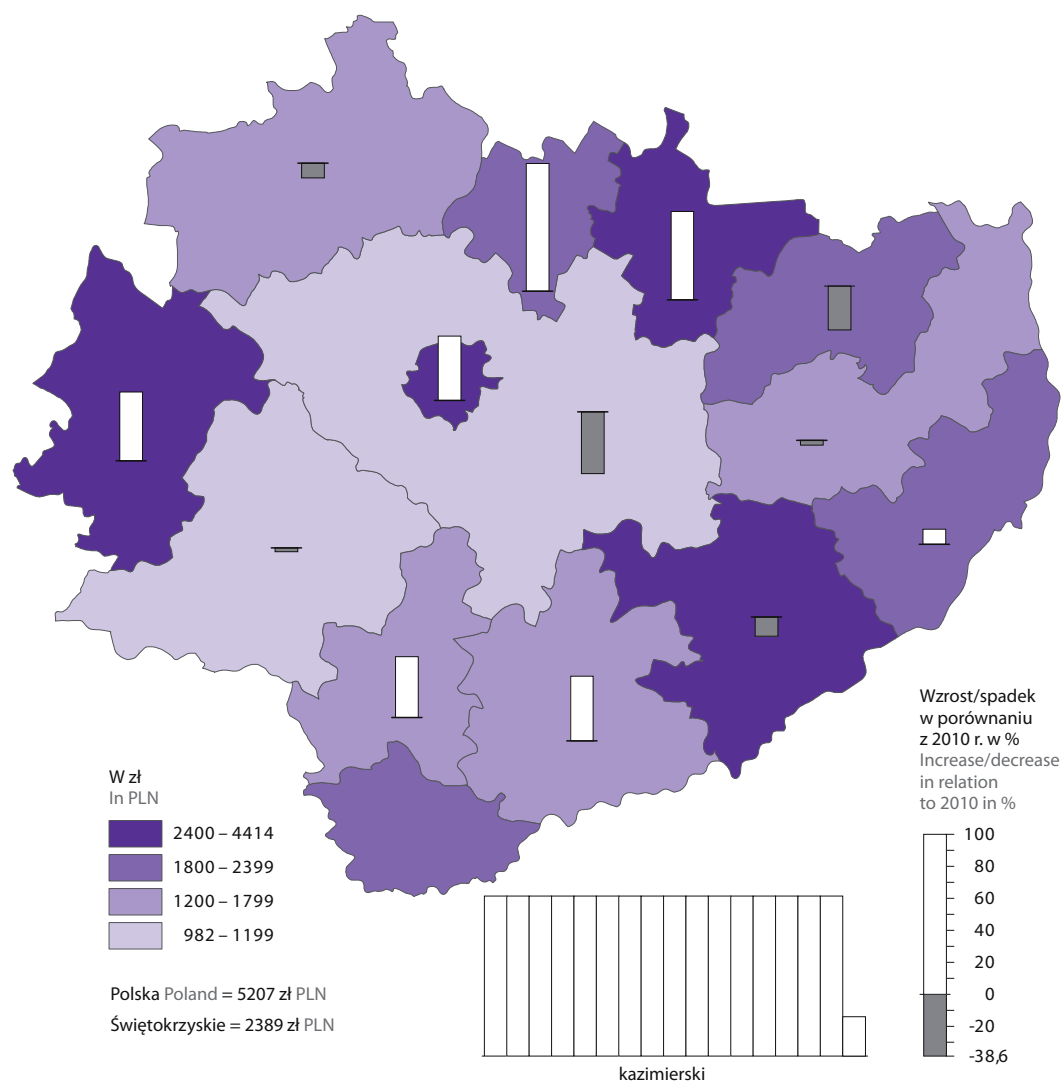 Wzrost/spadek
w porównaniu
z 2010 r. w %
Increase/decrease
in relation
to 2010 in %
100
80
60
40
20
0
-20
-38,6
W zł
In PLN
2400 – 4414
1800 – 2399
1200 – 1799
982 – 1199
Polska Poland = 5207 zł PLN
Świętokrzyskie = 2389 zł PLN
kazimierski